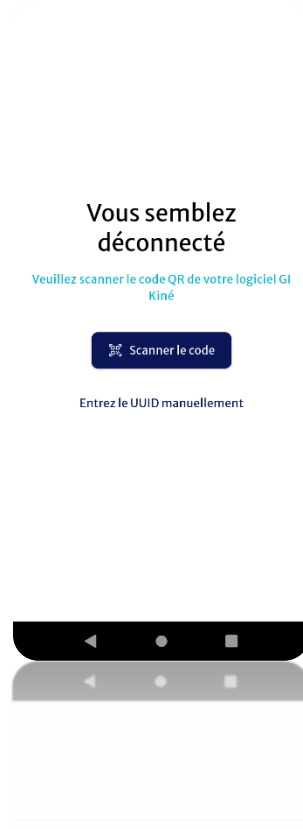 Vous semblez
déconnecté
Veuillez scanner le code QR de votre logiciel GI
Kiné
Scanner le code
Entrez le UUID manuellement